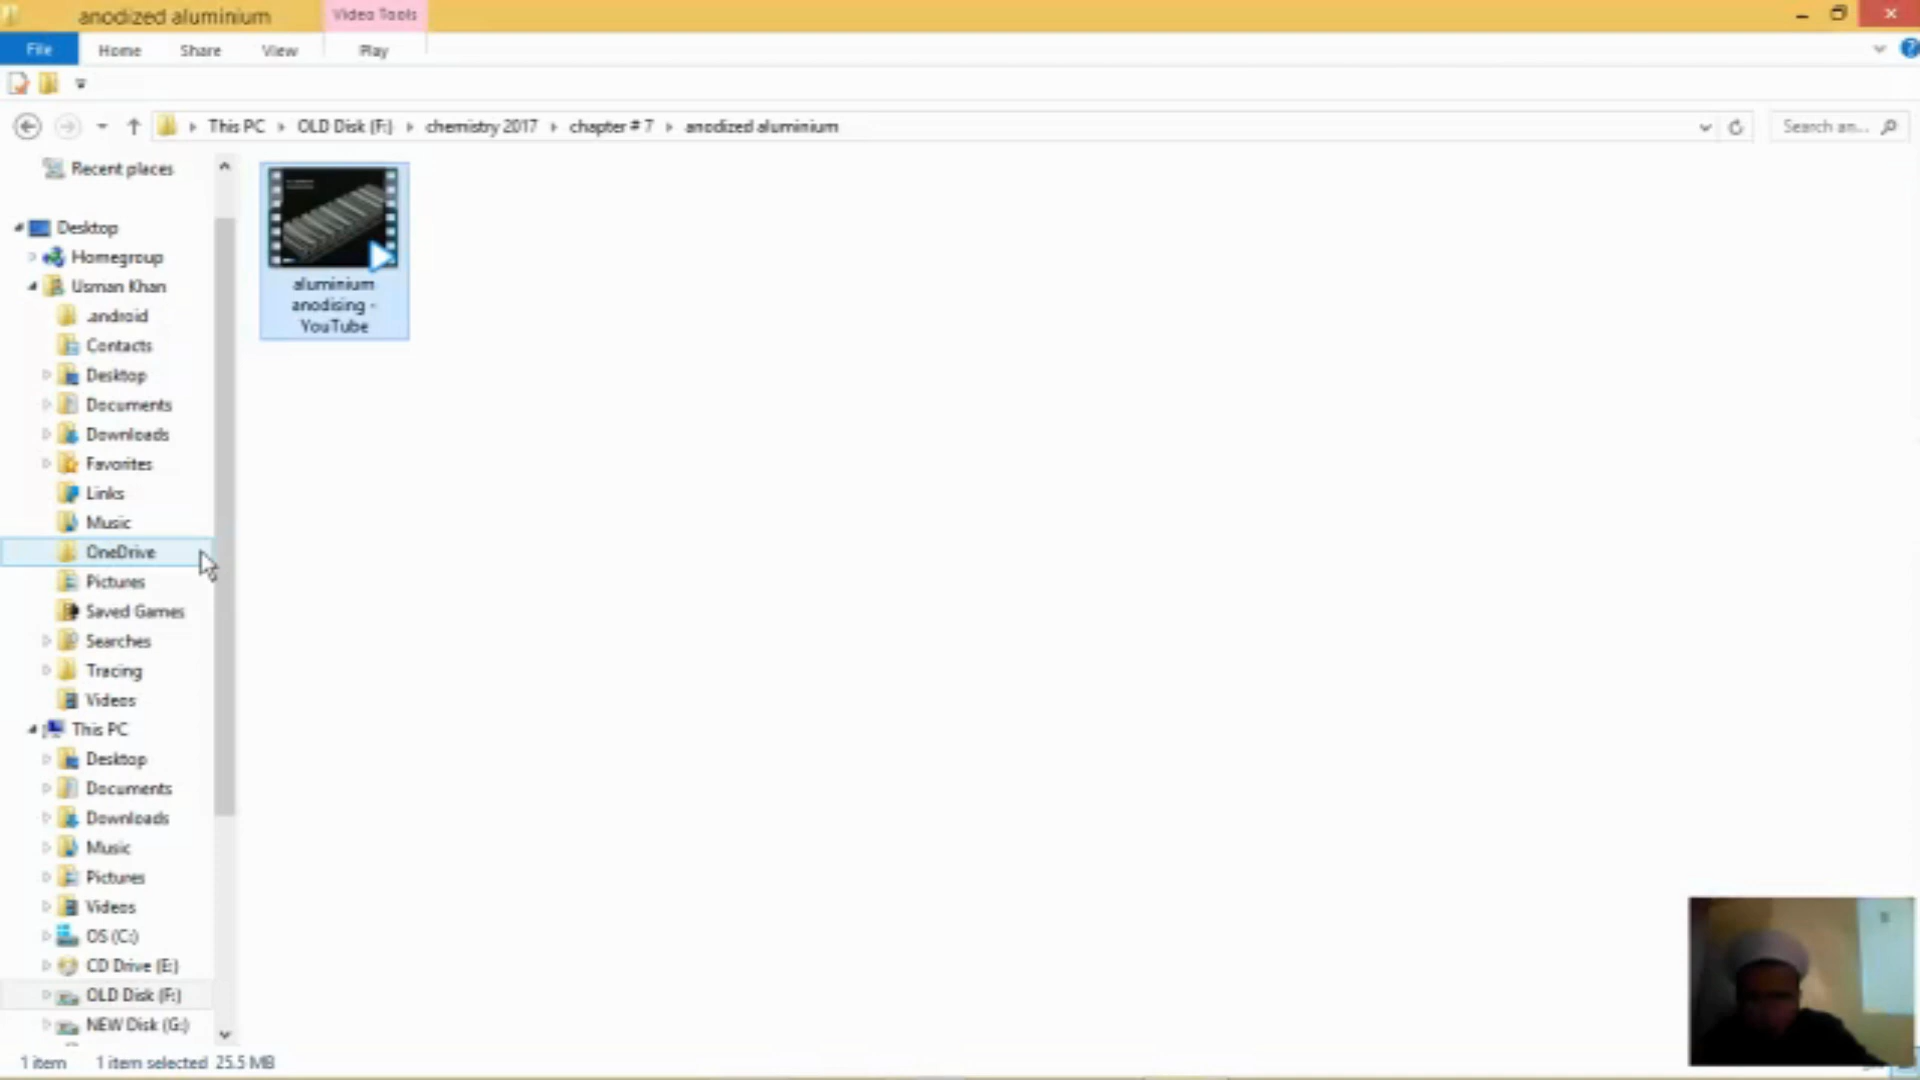 anodized aluminium
Video Tools
File Home Share View Play
This PC OLD Disk (F:) chemistry 2017 chapter # 7 anodized aluminium
Search an...
Recent places
Desktop
Homegroup
Usman Khan
.android
Contacts
Desktop
Documents
Downloads
Favorites
Links
Music
OneDrive
Pictures
Saved Games
Searches
Tracing
Videos
This PC
Desktop
Documents
Downloads
Music
Pictures
Videos
OS (C:)
CD Drive (E:)
OLD Disk (F:)
NEW Disk (G:)
aluminium
anodising -
YouTube
1 item 1 item selected 25.5 MB